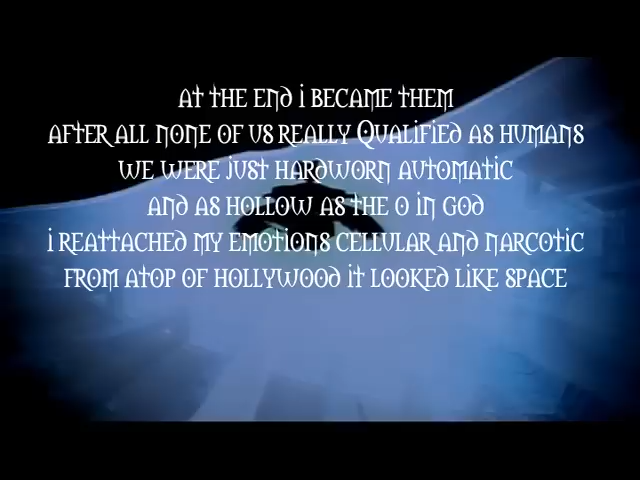 AT THE END I BECAME THEM
AFTER ALL NONE OF US REALLY QUALIFIED AS HUMANS
WE WERE JUST HARDWORN AUTOMATIC
AND AS HOLLOW AS THE O IN GOD
I REATTACHED MY EMOTIONS CELLULAR AND NARCOTIC
FROM ATOP OF HOLLYWOOD IT LOOKED LIKE SPACE